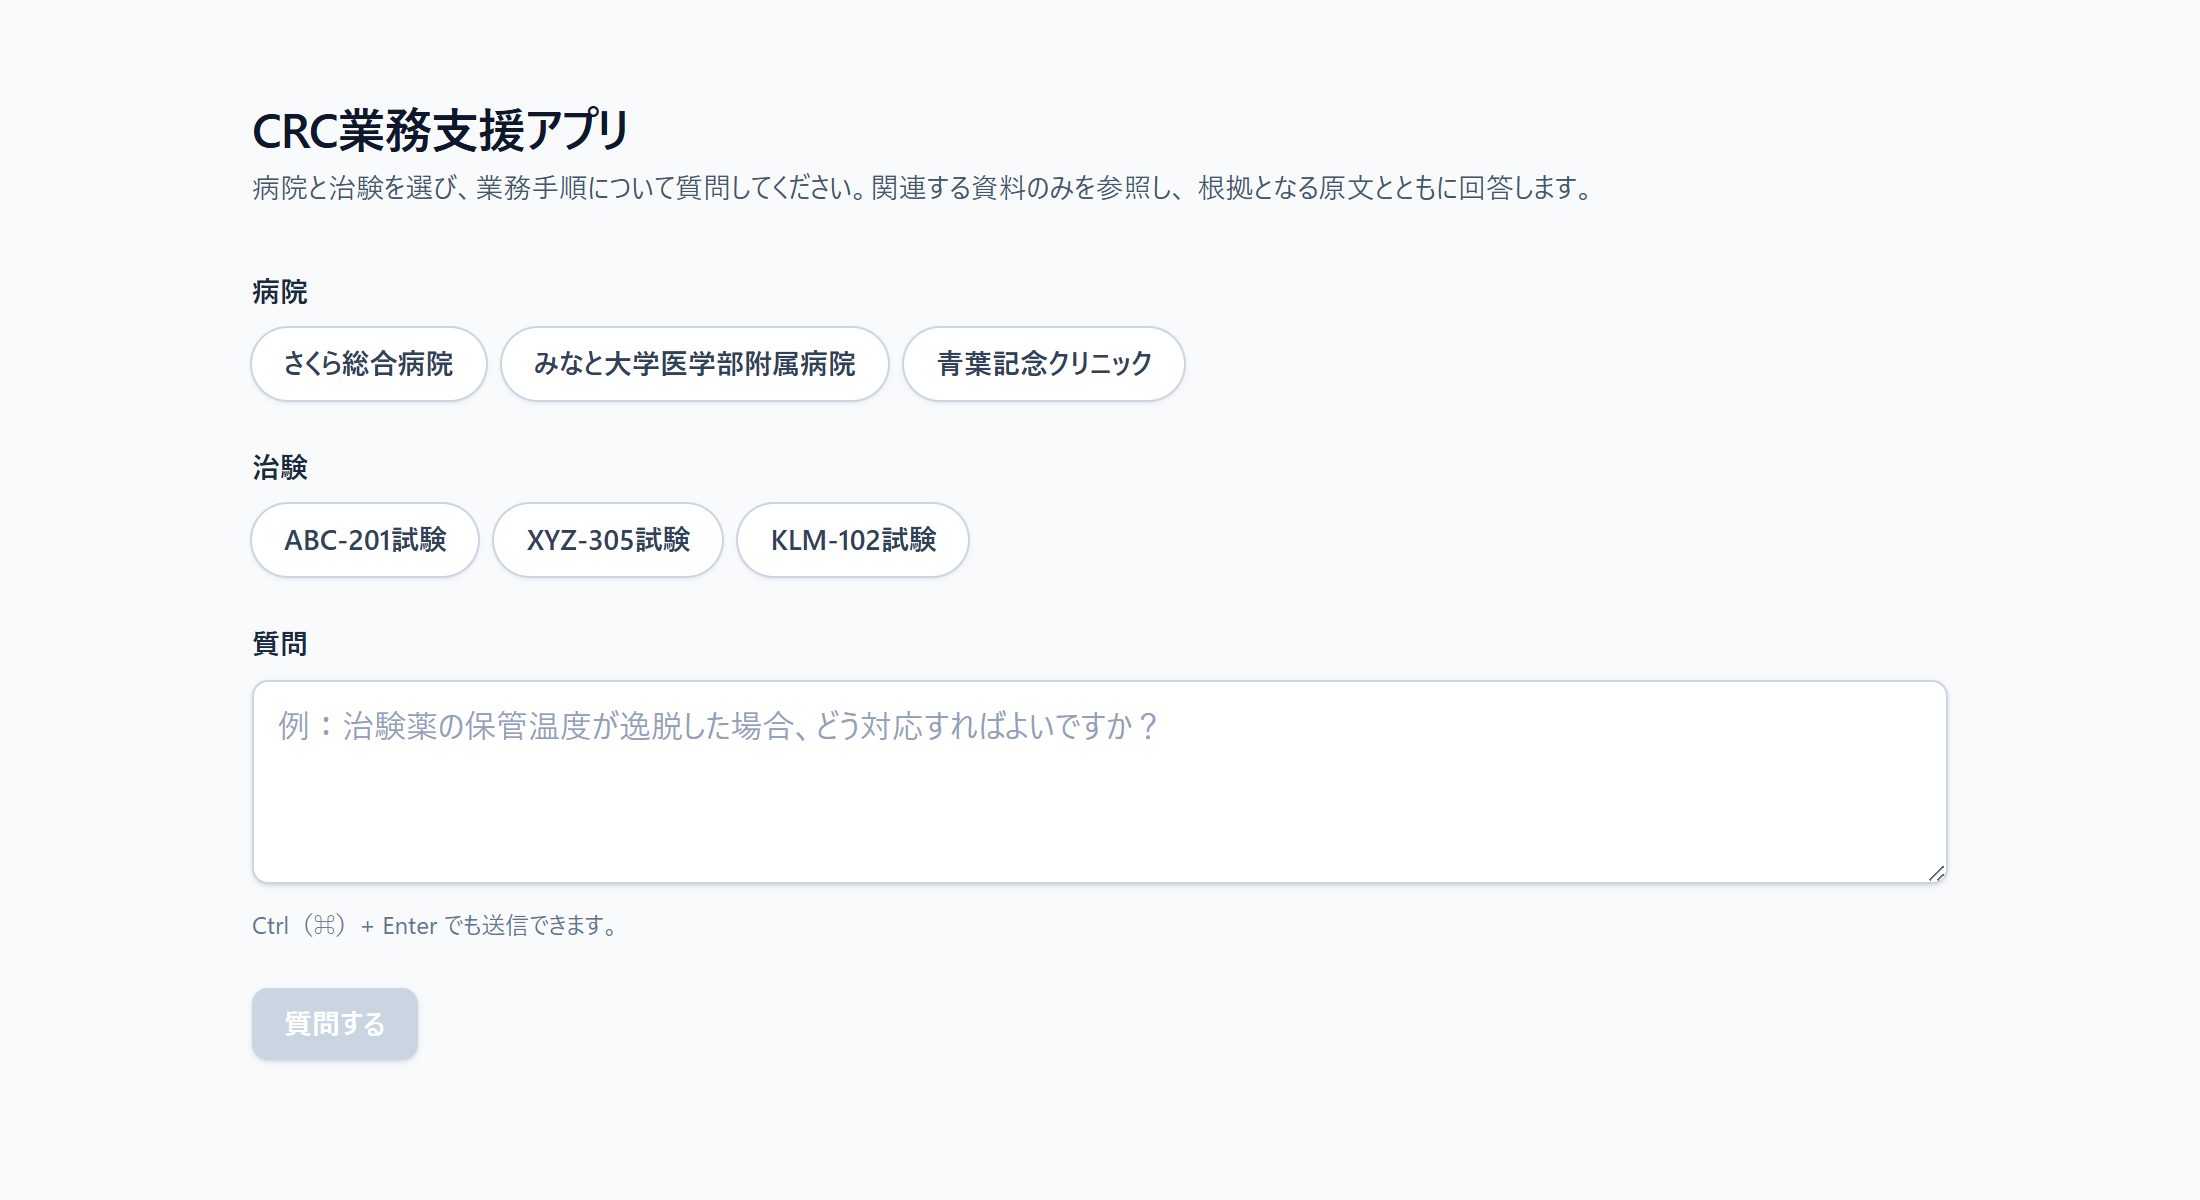 CRC業務支援アプリ
病院と治験を選び、業務手順について質問してください。関連する資料のみを参照し、根拠となる原文とともに回答します。
病院
さくら総合病院 みなと大学医学部附属病院 青葉記念クリニック
治験
ABC-201試験 XYZ-305試験 KLM-102試験
質問
例：治験薬の保管温度が逸脱した場合、どう対応すればよいですか？
Ctrl（⌘）+ Enter でも送信できます。
質問する